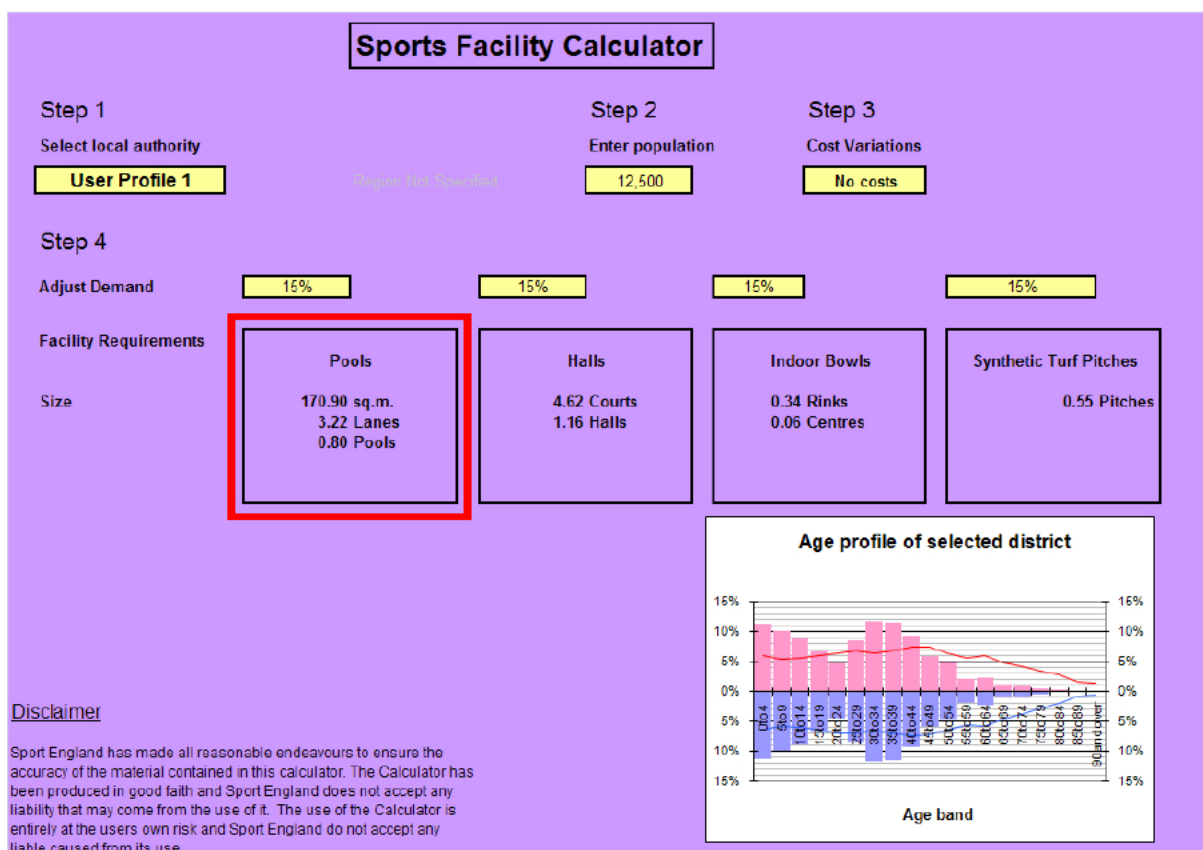 Sports Facility Calculator
Step 1
Step 2
Step 3
Select local authority
Enter population
Cost Variations
User Profile 1
Region Not Specified
12,500
No costs
Step 4
Adjust Demand
15%
15%
15%
15%
Facility Requirements
Pools
Halls
Indoor Bowls
Synthetic Turf Pitches
Size
170.90 sq.m.
3.22 Lanes
0.80 Pools
4.62 Courts
1.16 Halls
0.34 Rinks
0.06 Centres
0.55 Pitches
Age profile of selected district
15%
10%
5%
0%
5%
10%
15%
15%
10%
5%
0%
5%
10%
15%
0to4
5to9
10to14
15to19
20to24
25to29
30to34
35to39
40to44
45to49
50to54
55to59
60to64
65to69
70to74
75to79
80to84
85to89
90andover
Age band
Disclaimer
Sport England has made all reasonable endeavours to ensure the
accuracy of the material contained in this calculator. The Calculator has
been produced in good faith and Sport England does not accept any
liability that may come from the use of it. The use of the Calculator is
entirely at the users own risk and Sport England do not accept any
liable caused from its use